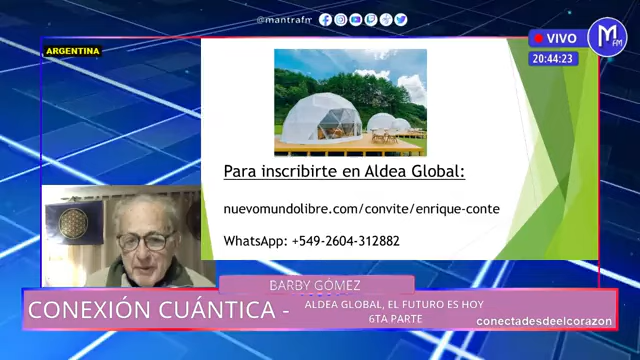 @mantrafm
ARGENTINA
VIVO
M
FM
20:44:23
Para inscribirte en Aldea Global:
nuevomundolibre.com/convite/enrique-conte
WhatsApp: +549-2604-312882
BARBY GÓMEZ
CONEXIÓN CUÁNTICA -
ALDEA GLOBAL, EL FUTURO ES HOY
6TA PARTE
conectadesdeelcorazon